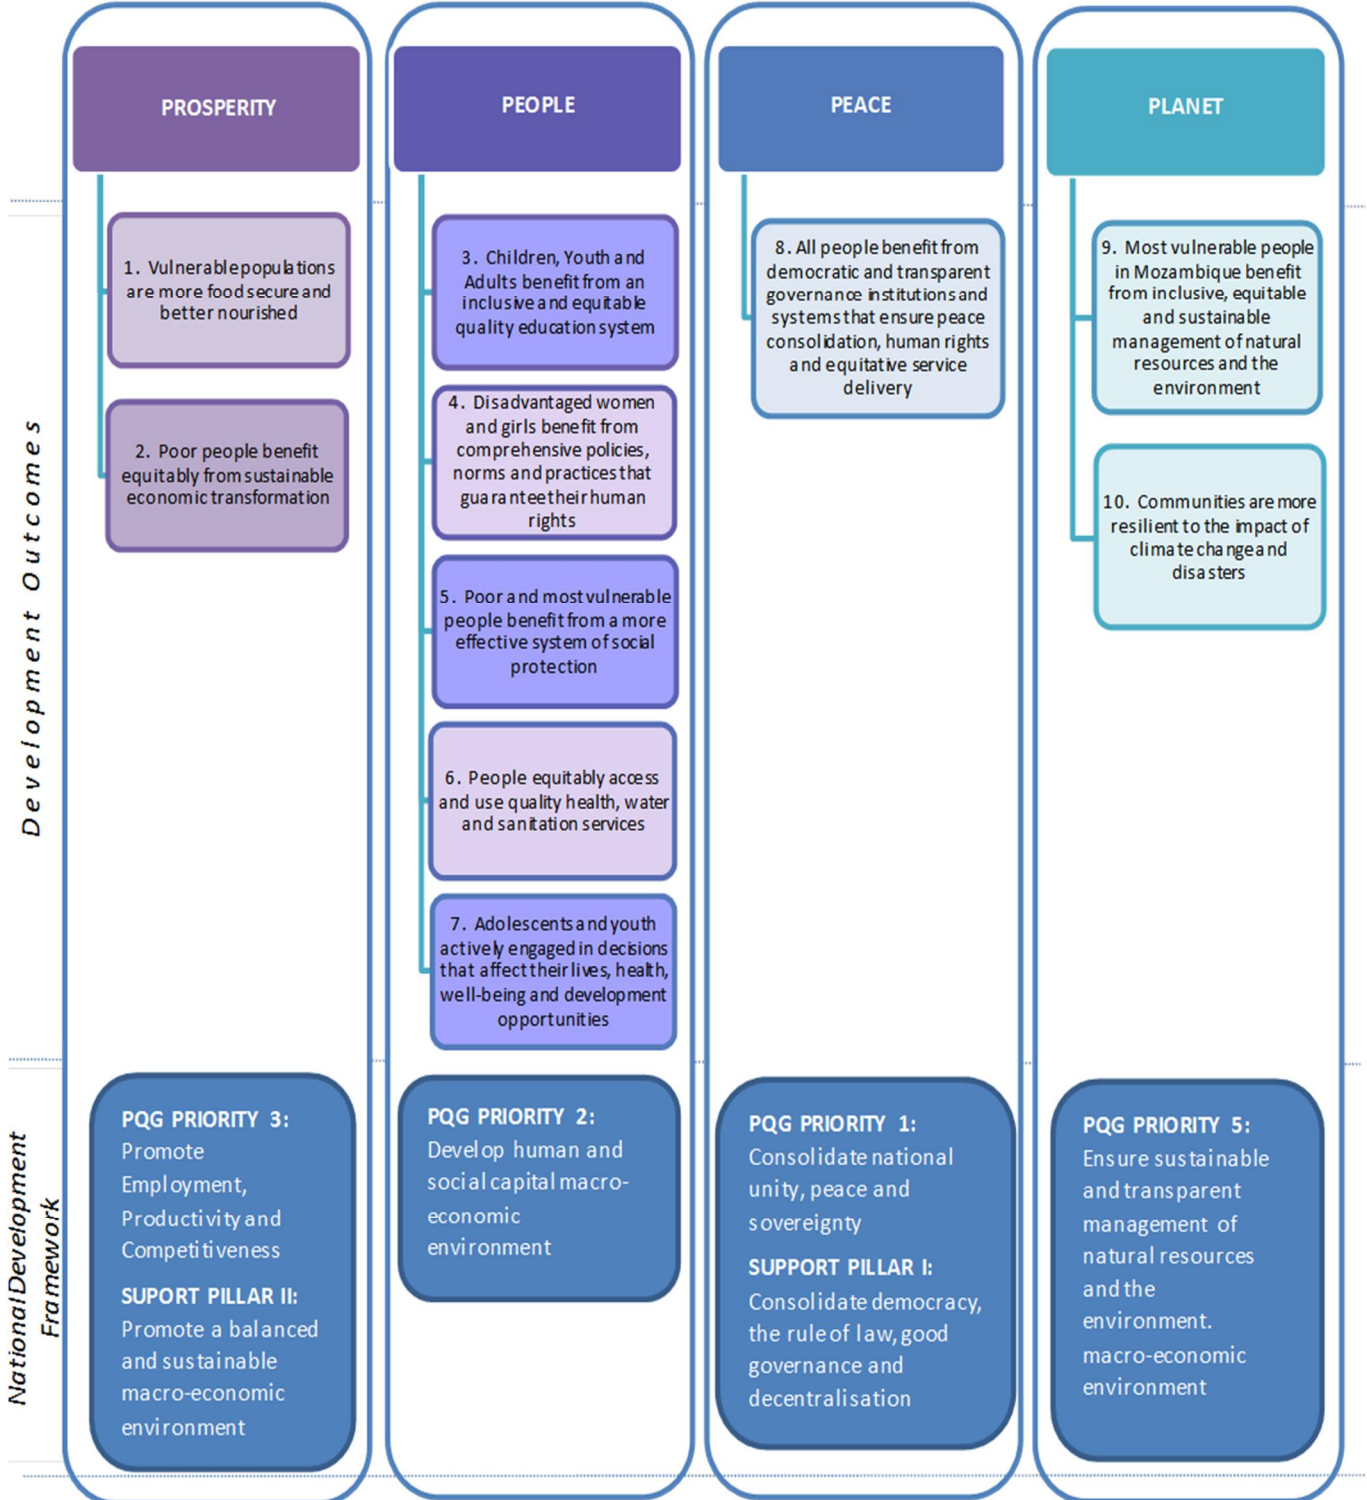 PROSPERITY
1. Vulnerable populations
are more food secure and
better nourished
2. Poor people benefit
equitably from sustainable
economic transformation
PEOPLE
3. Children, Youth and
Adults benefit from an
inclusive and equitable
quality education system
4. Disadvantaged women
and girls benefit from
comprehensive policies,
norms and practices that
guarantee their human
rights
5. Poor and most vulnerable
people benefit from a more
effective system of social
protection
6. People equitably access
and use quality health, water
and sanitation services
7. Adolescents and youth
actively engaged in decisions
that affect their lives, health,
well-being and development
opportunities
PEACE
8. All people benefit from
democratic and transparent
governance institutions and
systems that ensure peace
consolidation, human rights
and equitative service
delivery
PLANET
9. Most vulnerable people
in Mozambique benefit
from inclusive, equitable
and sustainable
management of natural
resources and the
environment
10. Communities are more
resilient to the impact of
climate change and
disasters
Development Outcomes
National Development
Framework
PQG PRIORITY 3:
Promote
Employment,
Productivity and
Competitiveness
SUPORT PILLAR II:
Promote a balanced
and sustainable
macro-economic
environment
PQG PRIORITY 2:
Develop human and
social capital macro-
economic
environment
PQG PRIORITY 1:
Consolidate national
unity, peace and
sovereignty
SUPPORT PILLAR I:
Consolidate democracy,
the rule of law, good
governance and
decentralisation
PQG PRIORITY 5:
Ensure sustainable
and transparent
management of
natural resources
and the
environment.
macro-economic
environment